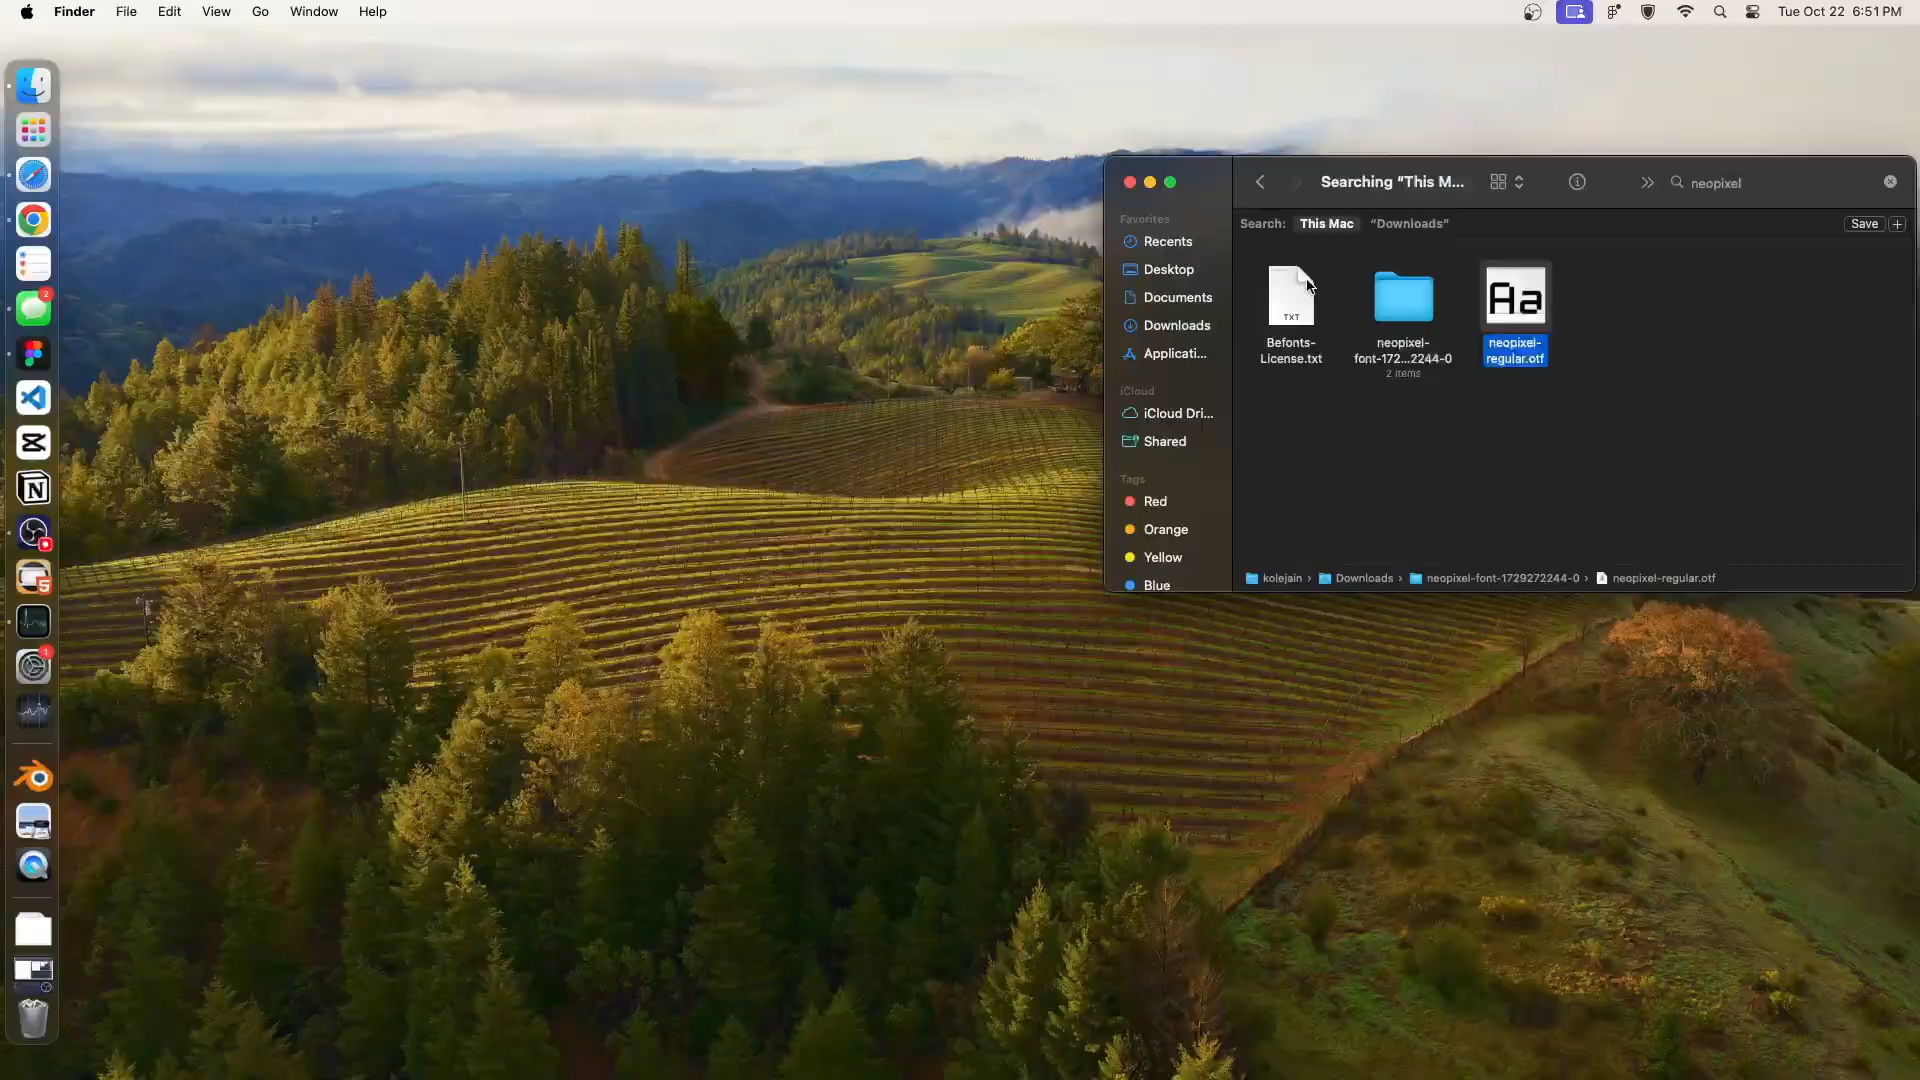 Finder File Edit View Go Window Help
Tue Oct 22 6:51 PM
Searching “This M...
neopixel
Search: This Mac “Downloads” Save +
Favorites
Recents
Desktop
Documents
Downloads
Applicati...
iCloud
iCloud Dri...
Shared
Tags
Red
Orange
Yellow
Blue
TXT
Befonts-
License.txt
neopixel-
font-172...2244-0
2 items
Aa
neopixel-
regular.otf
kolejain › Downloads › neopixel-font-1729272244-0 › neopixel-regular.otf
2
N
5
1